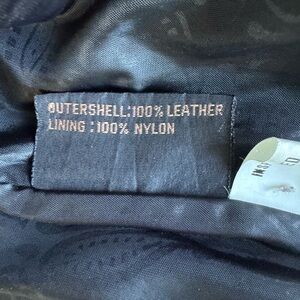 OUTERSHELL:100% LEATHER
LINING :100% NYLON